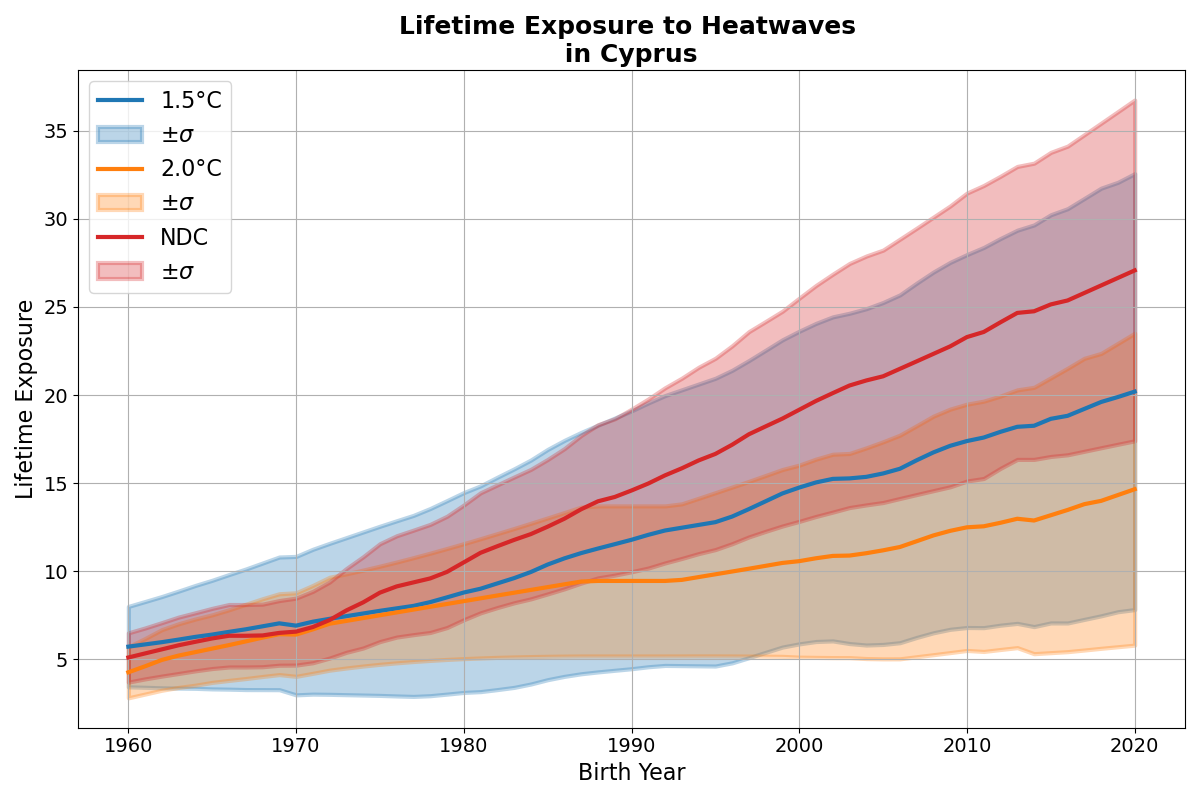 Lifetime Exposure to Heatwaves
in Cyprus
1.5°C
±σ
2.0°C
±σ
NDC
±σ
Lifetime Exposure
35
30
25
20
15
10
5
1960
1970
1980
1990
2000
2010
2020
Birth Year